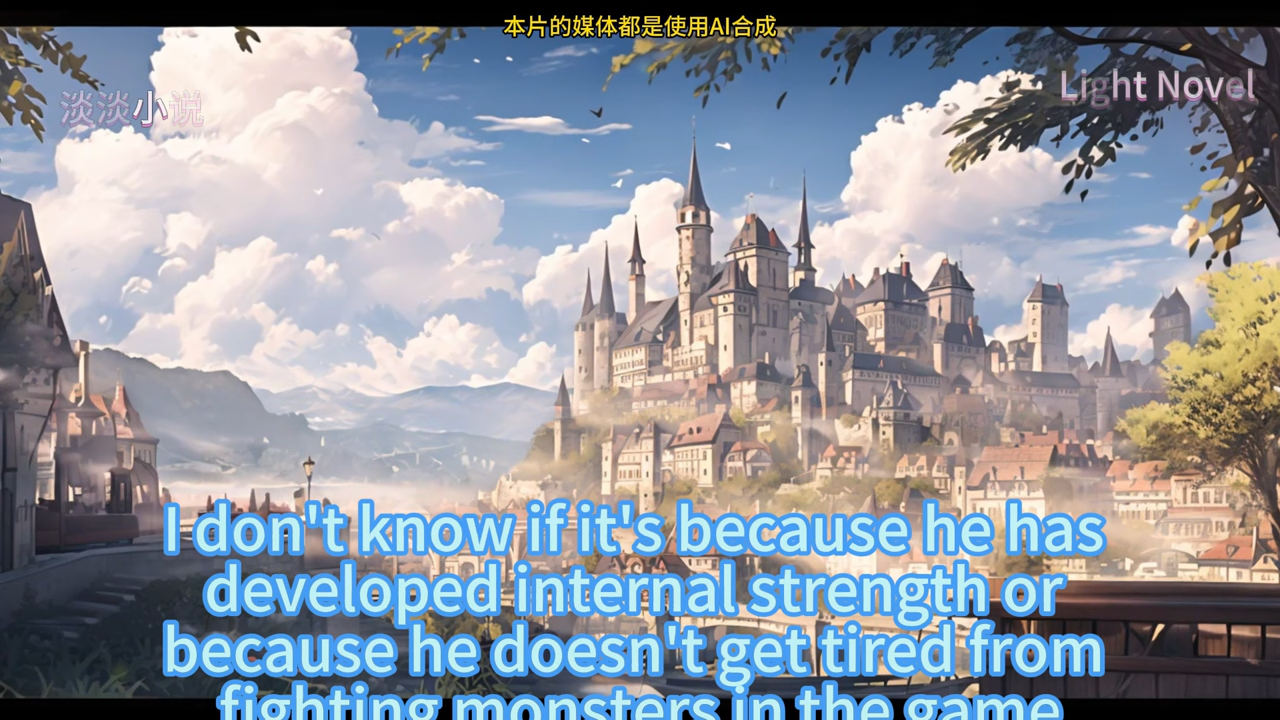 本片的媒体都是使用AI合成
淡淡小说
Light Novel
I don't know if it's because he has
developed internal strength or
because he doesn't get tired from
fighting monsters in the game